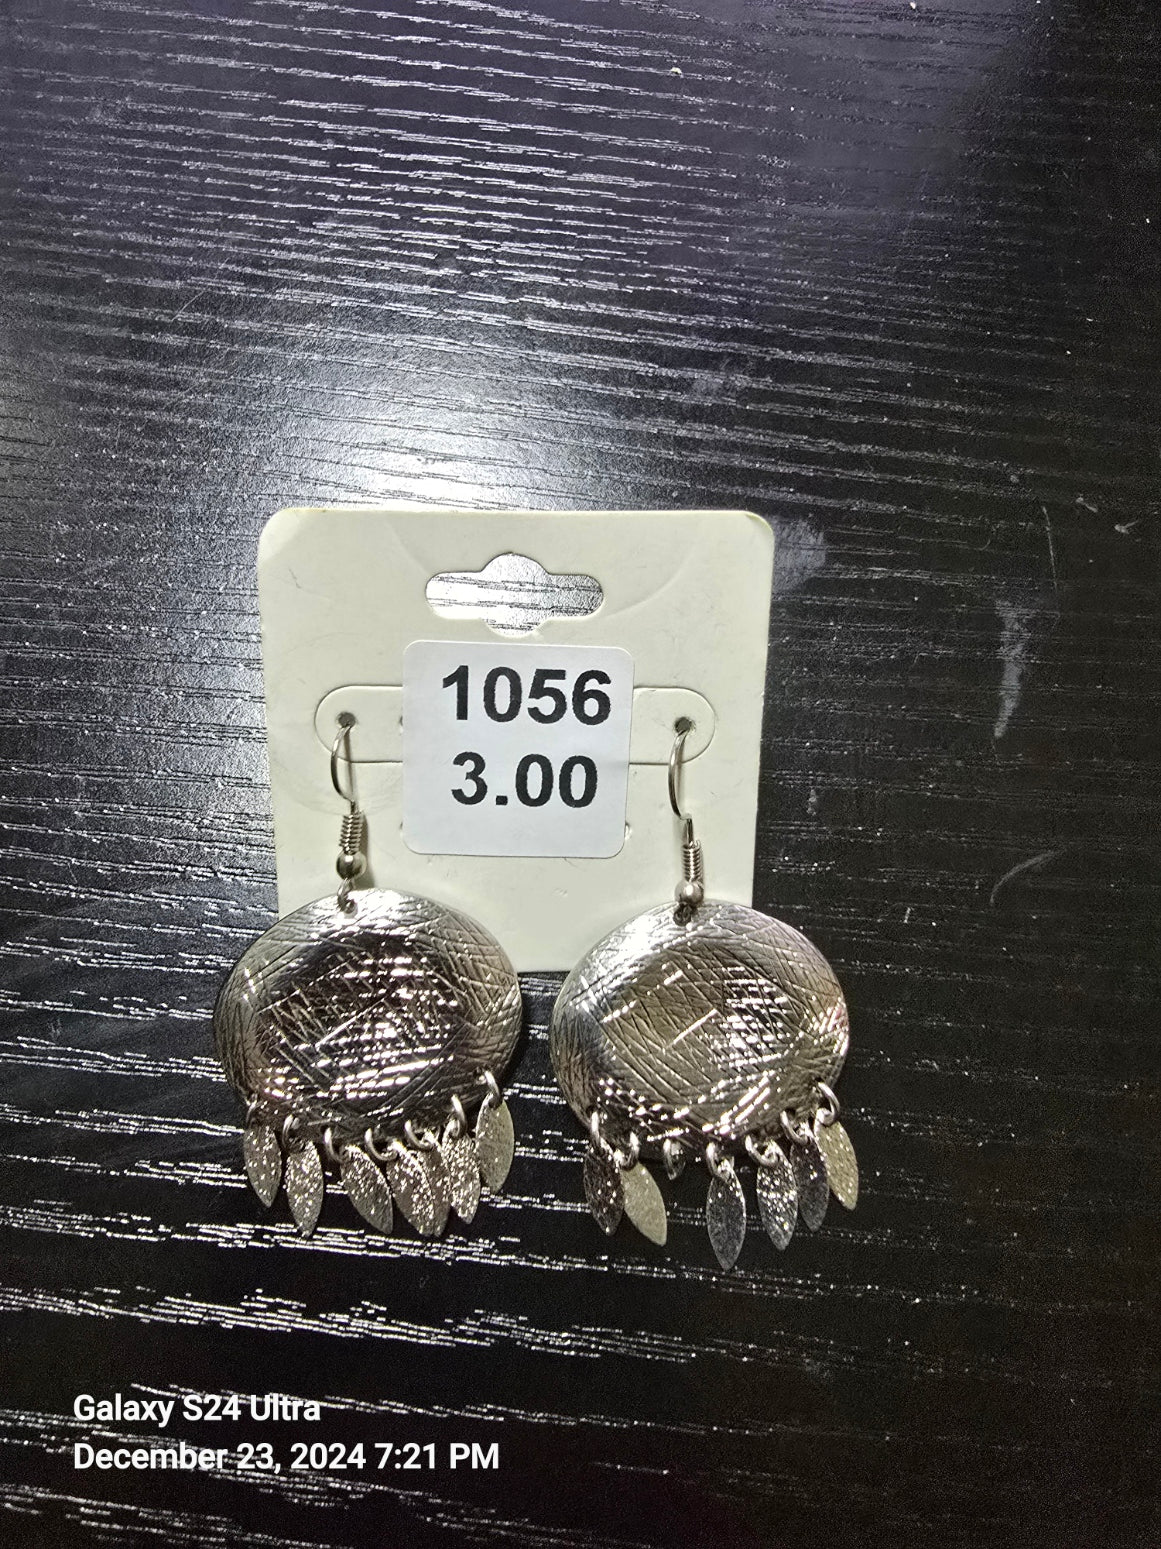 1056
3.00
Galaxy S24 Ultra
December 23, 2024 7:21 PM